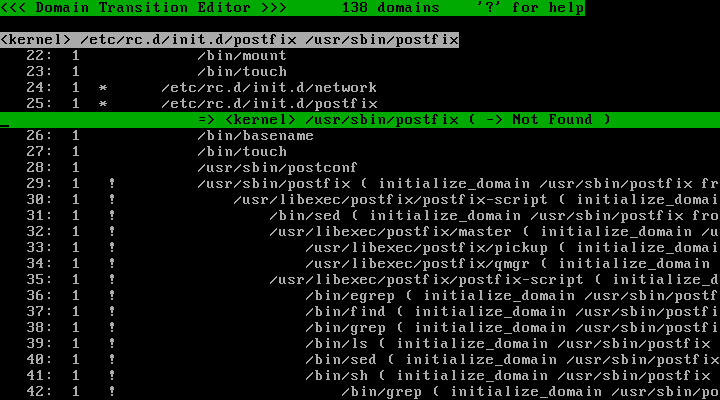 <<< Domain Transition Editor >>>      138 domains    '?' for help
<kernel> /etc/rc.d/init.d/postfix /usr/sbin/postfix
22:  1             /bin/mount
23:  1             /bin/touch
24:  1  *      /etc/rc.d/init.d/network
25:  1  *      /etc/rc.d/init.d/postfix
=> <kernel> /usr/sbin/postfix ( -> Not Found )
26:  1             /bin/basename
27:  1             /bin/touch
28:  1             /usr/sbin/postconf
29:  1   !         /usr/sbin/postfix ( initialize_domain /usr/sbin/postfix fr
30:  1   !             /usr/libexec/postfix/postfix-script ( initialize_domain
31:  1   !                 /bin/sed ( initialize_domain /usr/sbin/postfix fro
32:  1   !                 /usr/libexec/postfix/master ( initialize_domain /u
33:  1   !                     /usr/libexec/postfix/pickup ( initialize_domai
34:  1   !                     /usr/libexec/postfix/qmgr ( initialize_domain
35:  1   !                 /usr/libexec/postfix/postfix-script ( initialize_d
36:  1   !                     /bin/egrep ( initialize_domain /usr/sbin/postf
37:  1   !                     /bin/find ( initialize_domain /usr/sbin/postfi
38:  1   !                     /bin/grep ( initialize_domain /usr/sbin/postfi
39:  1   !                     /bin/ls ( initialize_domain /usr/sbin/postfix
40:  1   !                     /bin/sed ( initialize_domain /usr/sbin/postfix
41:  1   !                     /bin/sh ( initialize_domain /usr/sbin/postfix
42:  1   !                         /bin/grep ( initialize_domain /usr/sbin/po